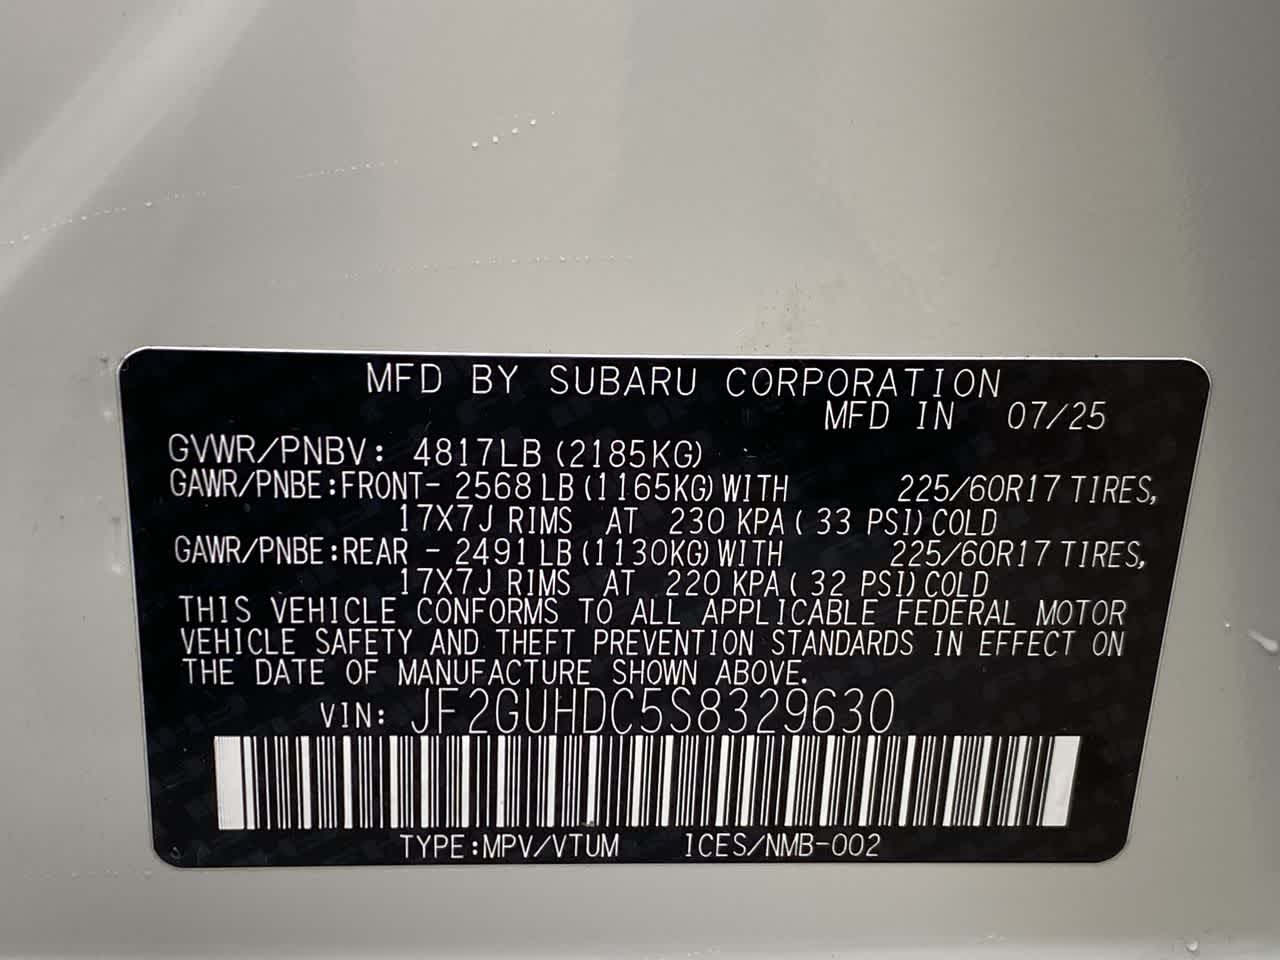 MFD BY SUBARU CORPORATION
MFD IN 07/25
GVWR/PNBV: 4817LB (2185KG)
GAWR/PNBE:FRONT- 2568 LB (1165KG) WITH 225/60R17 TIRES,
17X7J RIMS AT 230 KPA ( 33 PSI) COLD
GAWR/PNBE:REAR - 2491 LB (1130KG) WITH 225/60R17 TIRES,
17X7J RIMS AT 220 KPA ( 32 PSI) COLD
THIS VEHICLE CONFORMS TO ALL APPLICABLE FEDERAL MOTOR
VEHICLE SAFETY AND THEFT PREVENTION STANDARDS IN EFFECT ON
THE DATE OF MANUFACTURE SHOWN ABOVE.
VIN: JF2GUHDC5S8329630
TYPE:MPV/VTUM ICES/NMB-002